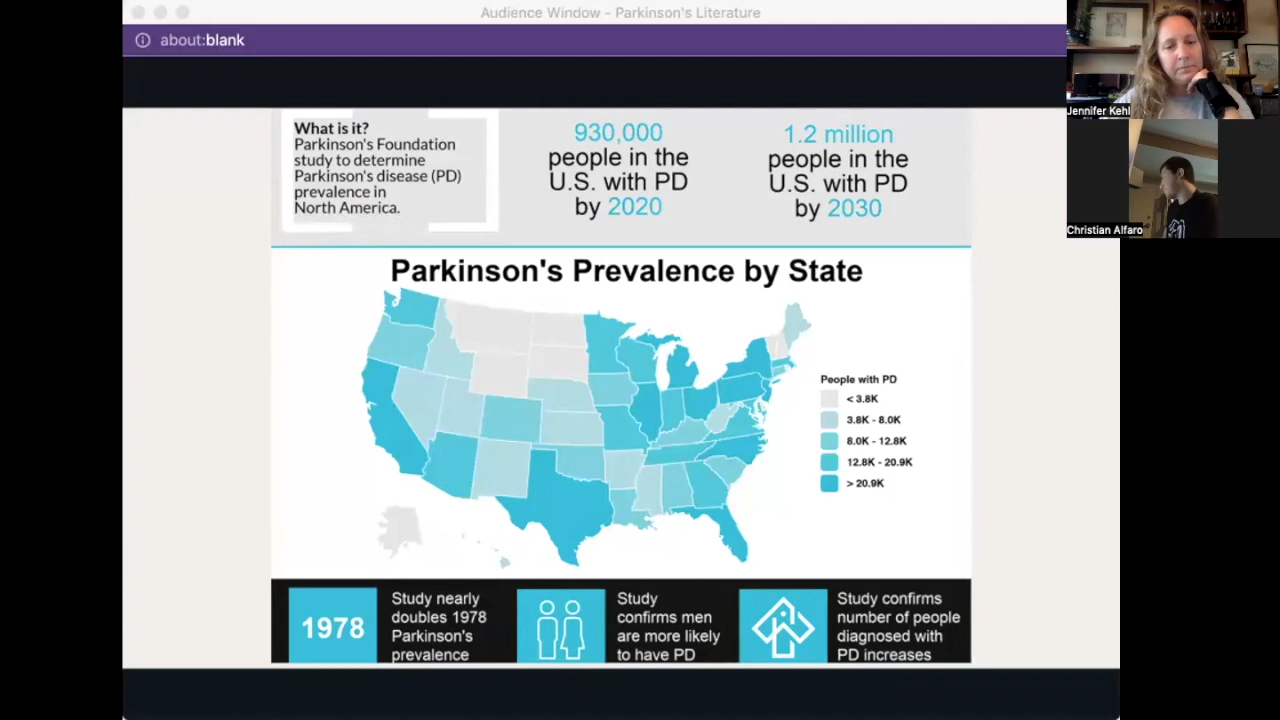 Audience Window - Parkinson's Literature
about:blank
Jennifer Kehl
Christian Alfaro
What is it?
Parkinson's Foundation
study to determine
Parkinson's disease (PD)
prevalence in
North America.
930,000
people in the
U.S. with PD
by 2020
1.2 million
people in the
U.S. with PD
by 2030
Parkinson's Prevalence by State
People with PD
< 3.8K
3.8K - 8.0K
8.0K - 12.8K
12.8K - 20.9K
> 20.9K
1978
Study nearly
doubles 1978
Parkinson's
prevalence
Study
confirms men
are more likely
to have PD
Study confirms
number of people
diagnosed with
PD increases